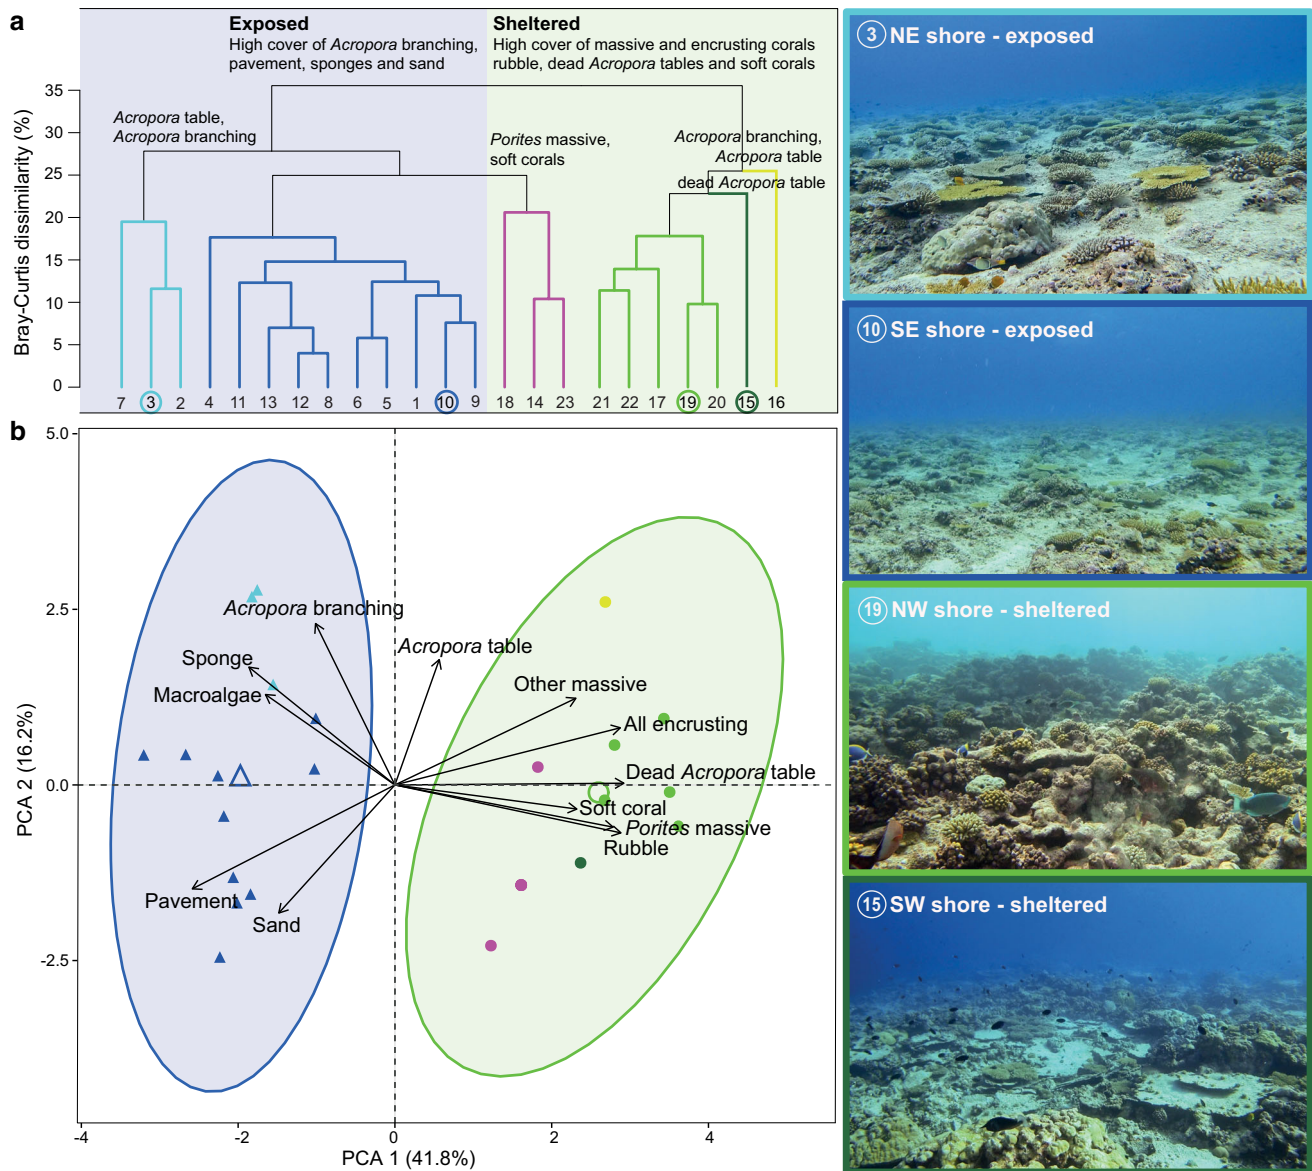 a
Exposed
High cover of Acropora branching,
pavement, sponges and sand
Sheltered
High cover of massive and encrusting corals
rubble, dead Acropora tables and soft corals
Bray-Curtis dissimilarity (%)
35
30
25
20
15
10
5
0
Acropora table,
Acropora branching
Porites massive,
soft corals
Acropora branching,
Acropora table
dead Acropora table
7 3 2 4 11 13 12 8 6 5 1 10 9 18 14 23 21 22 17 19 20 15 16
b
PCA 2 (16.2%)
5.0
2.5
0.0
-2.5
Acropora branching
Acropora table
Sponge
Macroalgae
Other massive
All encrusting
Dead Acropora table
Soft coral
Porites massive
Rubble
Pavement
Sand
-4 -2 0 2 4
PCA 1 (41.8%)
3 NE shore - exposed
10 SE shore - exposed
19 NW shore - sheltered
15 SW shore - sheltered